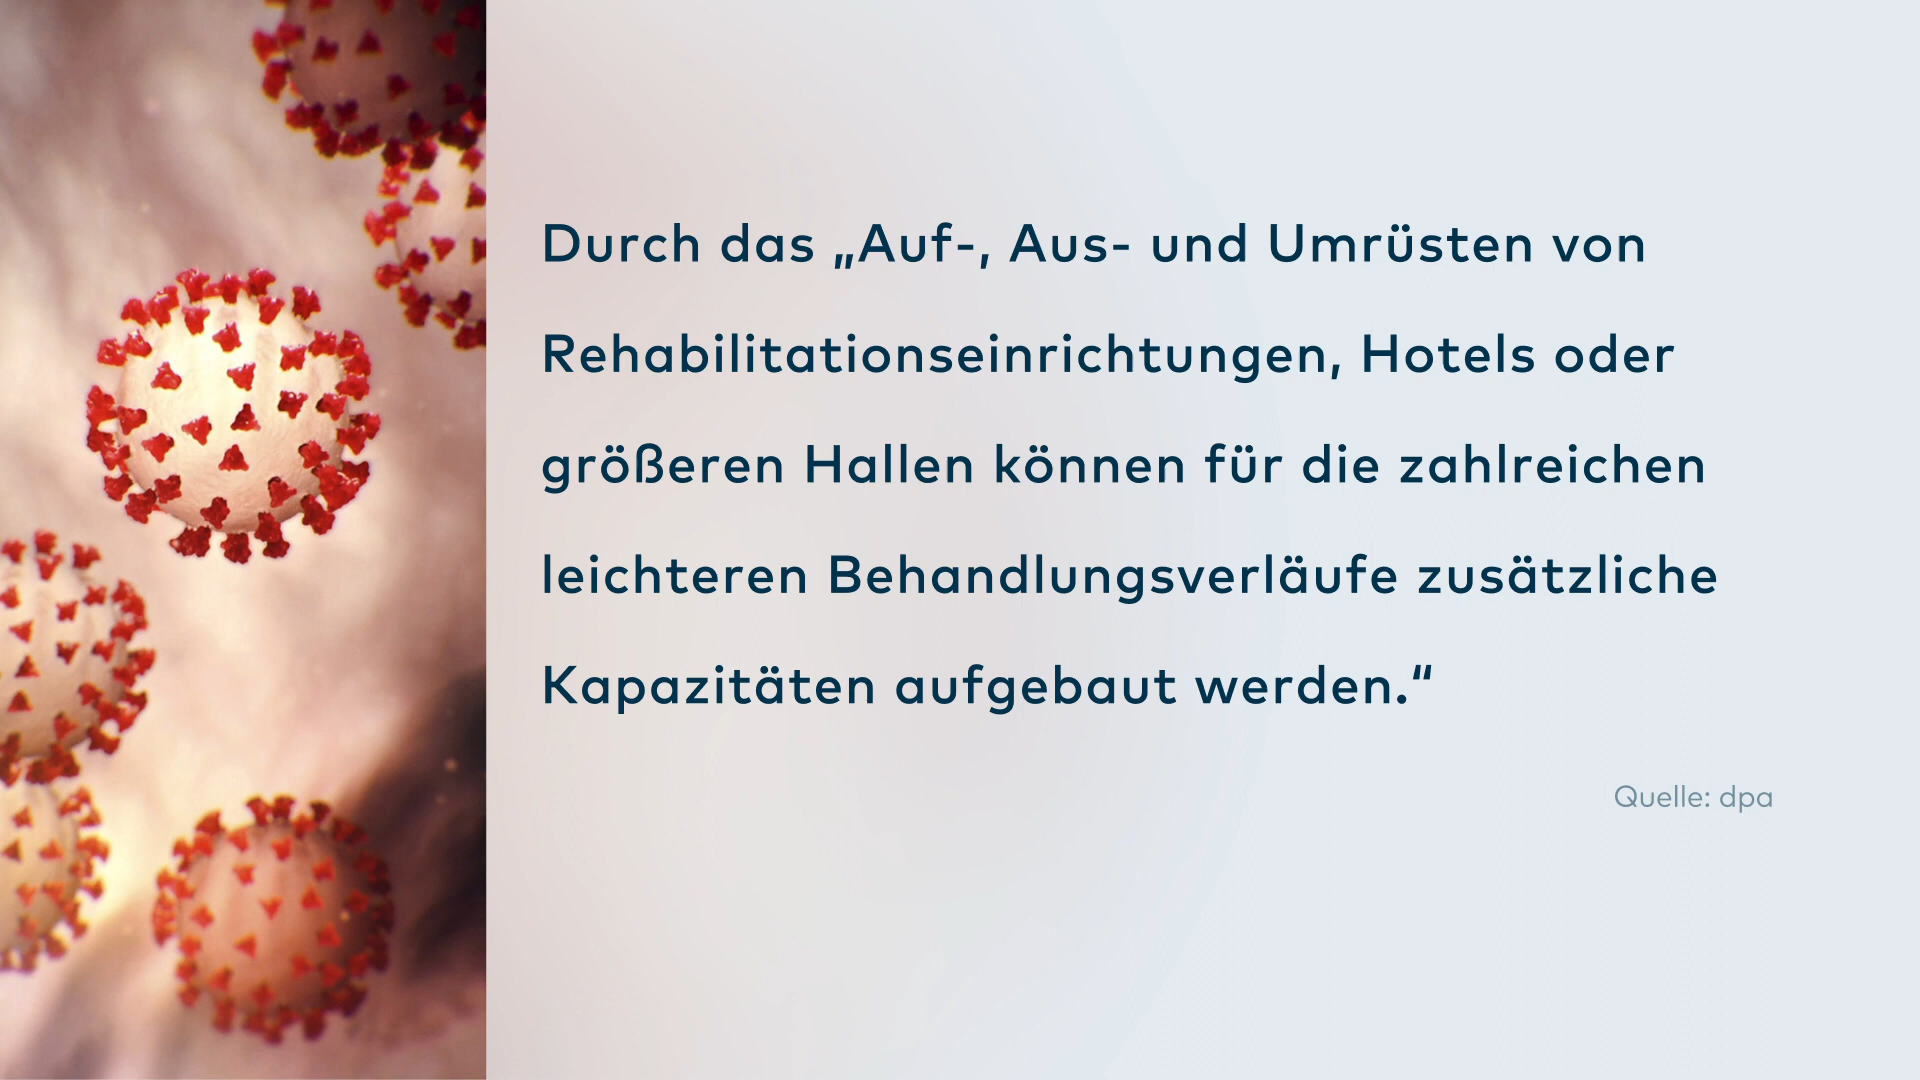 Durch das „Auf-, Aus- und Umrüsten von
Rehabilitationseinrichtungen, Hotels oder
größeren Hallen können für die zahlreichen
leichteren Behandlungsverläufe zusätzliche
Kapazitäten aufgebaut werden.“
Quelle: dpa